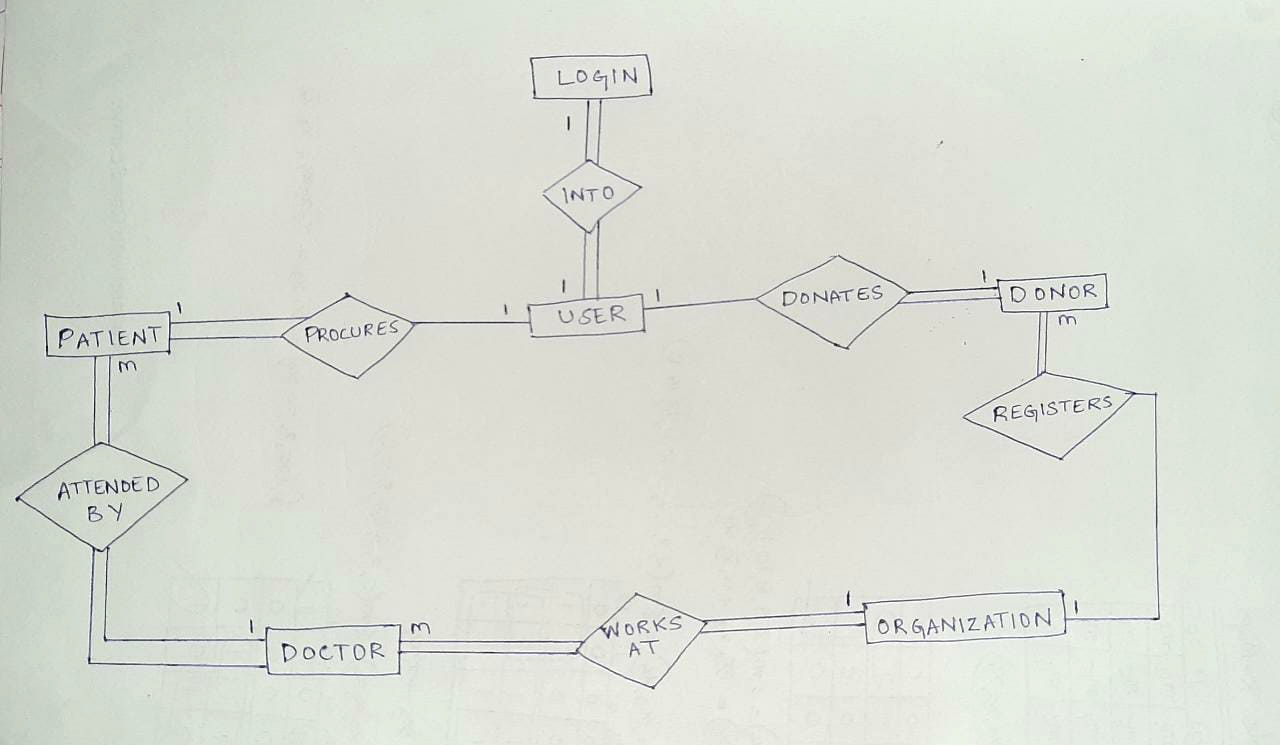 LOGIN
1
INTO
1
1
USER
1
DONATES
1
DONOR
m
REGISTERS
1
PROCURES
PATIENT
m
ATTENDED
BY
1
DOCTOR
m
WORKS
AT
1
ORGANIZATION
1